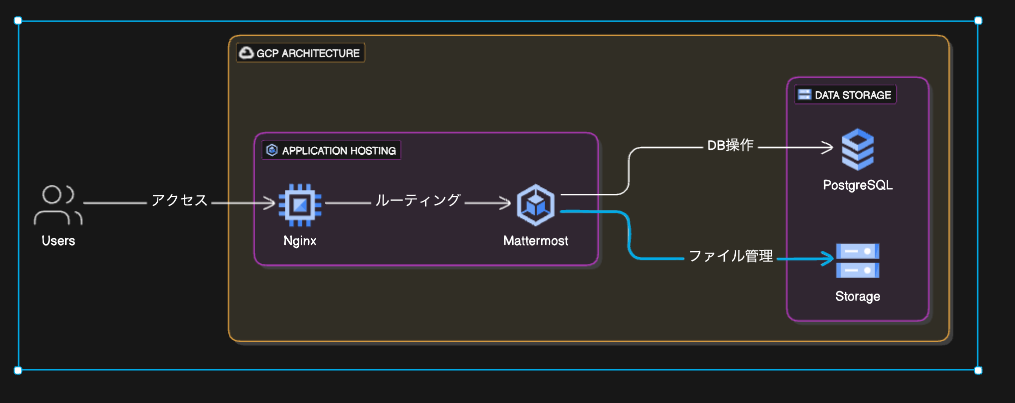 GCP ARCHITECTURE
DATA STORAGE
APPLICATION HOSTING
Users
アクセス
Nginx
ルーティング
Mattermost
DB操作
PostgreSQL
ファイル管理
Storage